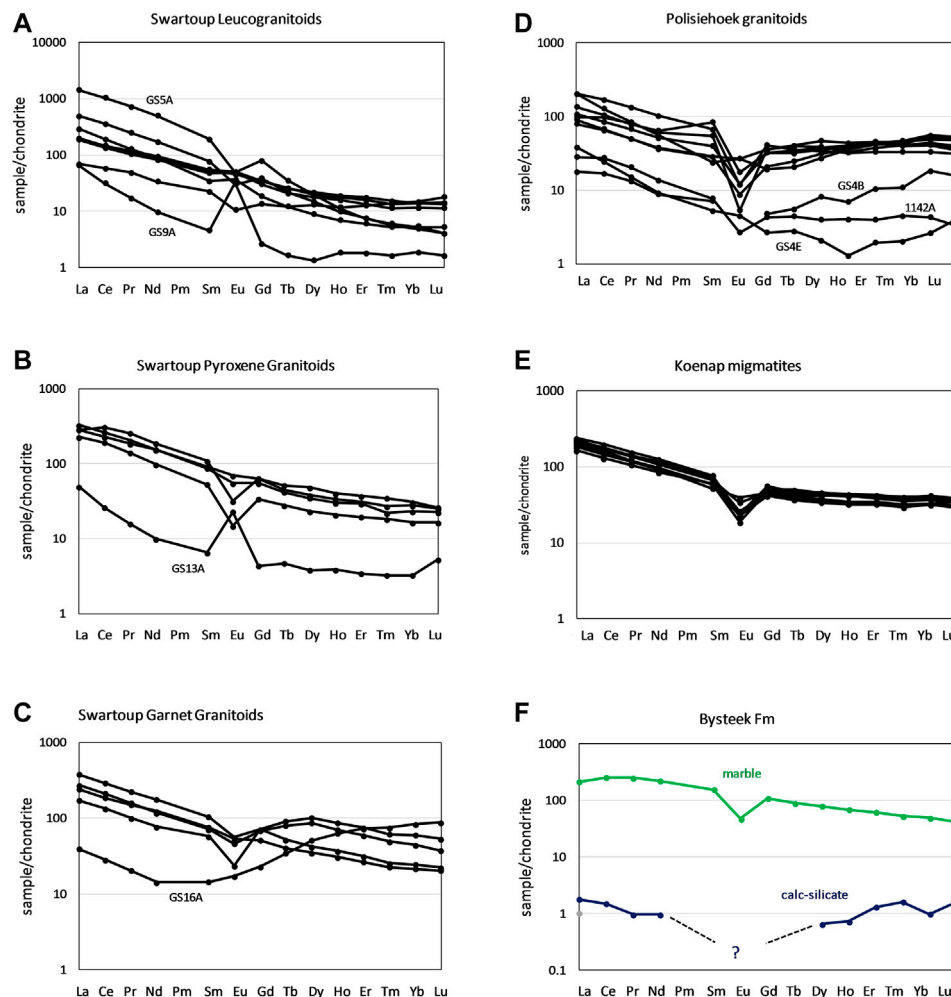 A
Swartoup Leucogranitoids
10000
1000
100
10
1
sample/chondrite
GS5A
GS9A
La Ce Pr Nd Pm Sm Eu Gd Tb Dy Ho Er Tm Yb Lu
B
Swartoup Pyroxene Granitoids
1000
100
10
1
sample/chondrite
GS13A
La Ce Pr Nd Pm Sm Eu Gd Tb Dy Ho Er Tm Yb Lu
C
Swartoup Garnet Granitoids
1000
100
10
1
sample/chondrite
GS16A
La Ce Pr Nd Pm Sm Eu Gd Tb Dy Ho Er Tm Yb Lu
D
Polisiehoek granitoids
1000
100
10
1
sample/chondrite
GS4B
1142A
GS4E
La Ce Pr Nd Pm Sm Eu Gd Tb Dy Ho Er Tm Yb Lu
E
Koenap migmatites
1000
100
10
1
sample/chondrite
La Ce Pr Nd Pm Sm Eu Gd Tb Dy Ho Er Tm Yb Lu
F
Bysteek Fm
1000
100
10
1
0.1
sample/chondrite
marble
calc-silicate
?
La Ce Pr Nd Pm Sm Eu Gd Tb Dy Ho Er Tm Yb Lu